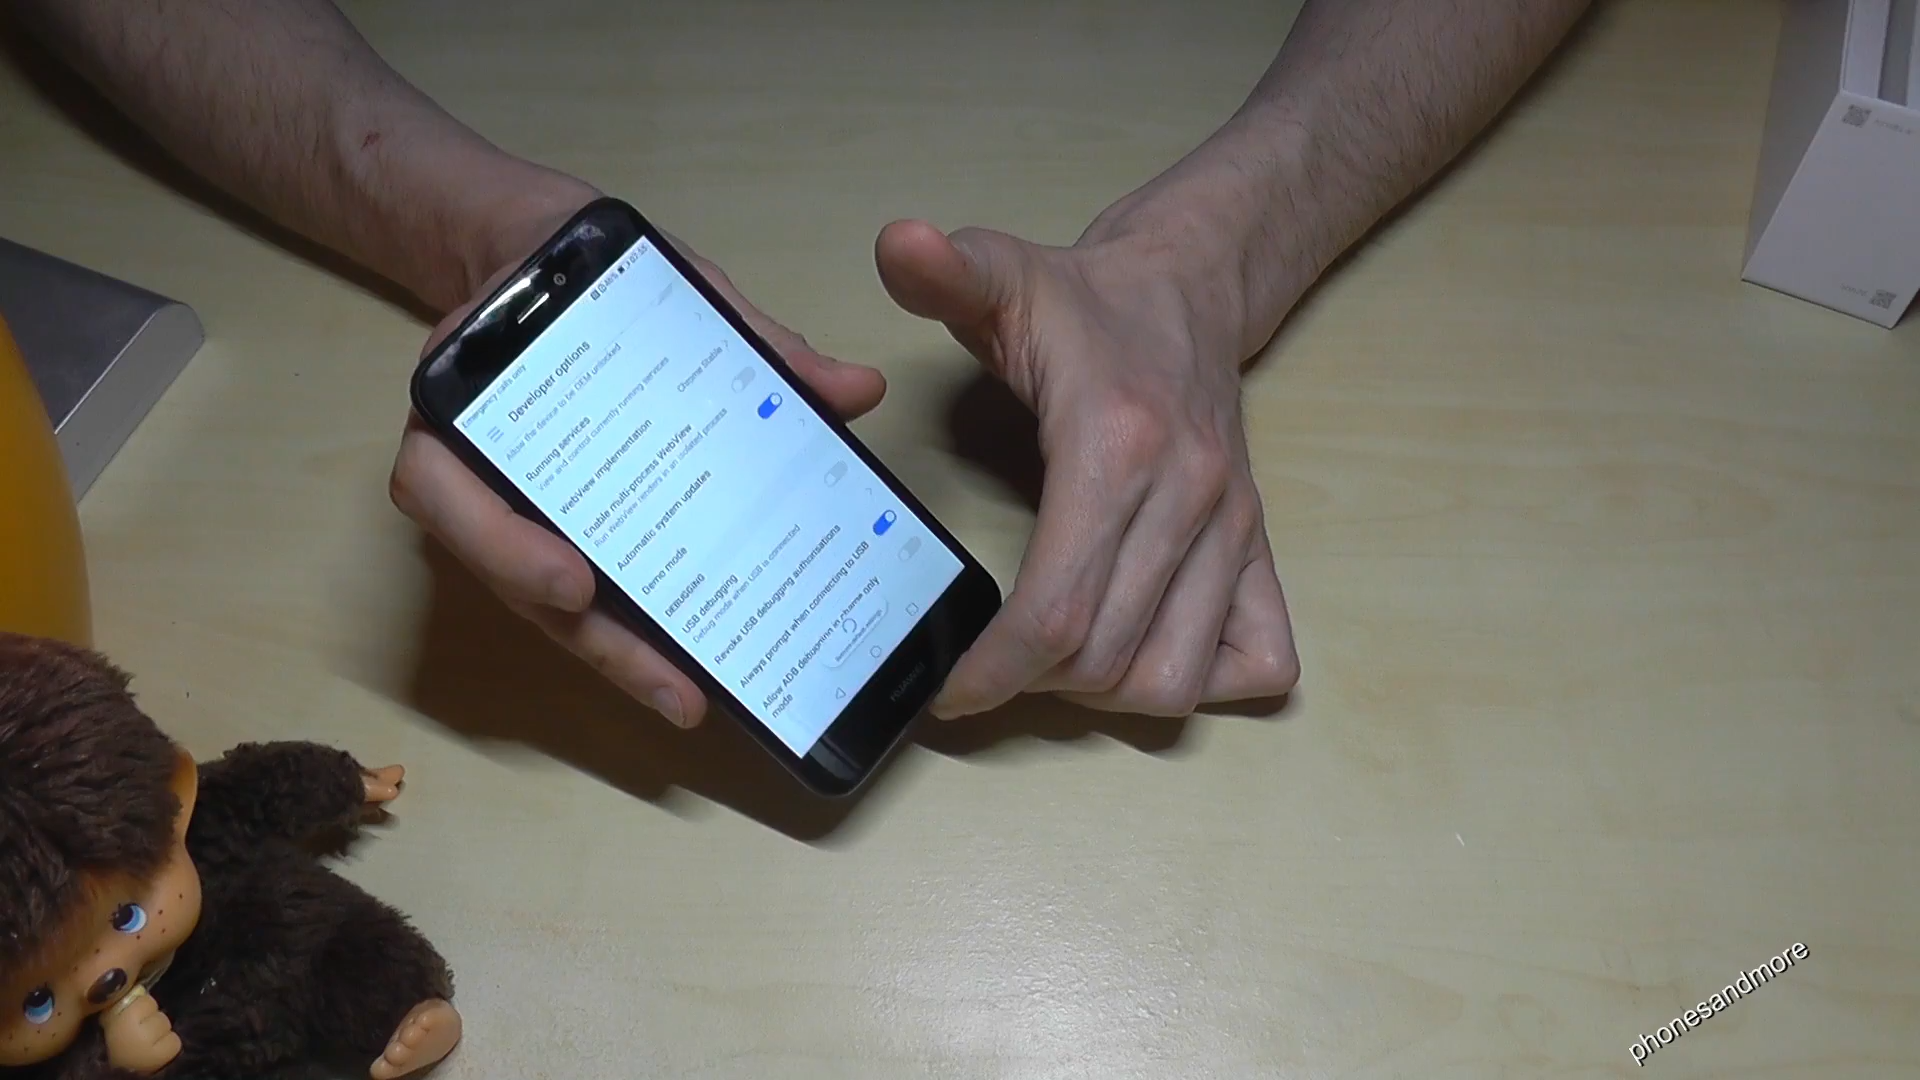 Emergency calls only
Developer options
Allow the device to be OEM unlocked
Running services
View and control currently running services
WebView implementation
Chrome Stable
Enable multi-process WebView
Run WebView renderers in an isolated process
Automatic system updates
Demo mode
DEBUGGING
USB debugging
Debug mode when USB is connected
Revoke USB debugging authorisations
Always prompt when connecting to USB
Allow ADB debugging in charge only
mode
HUAWEI
phonesandmore